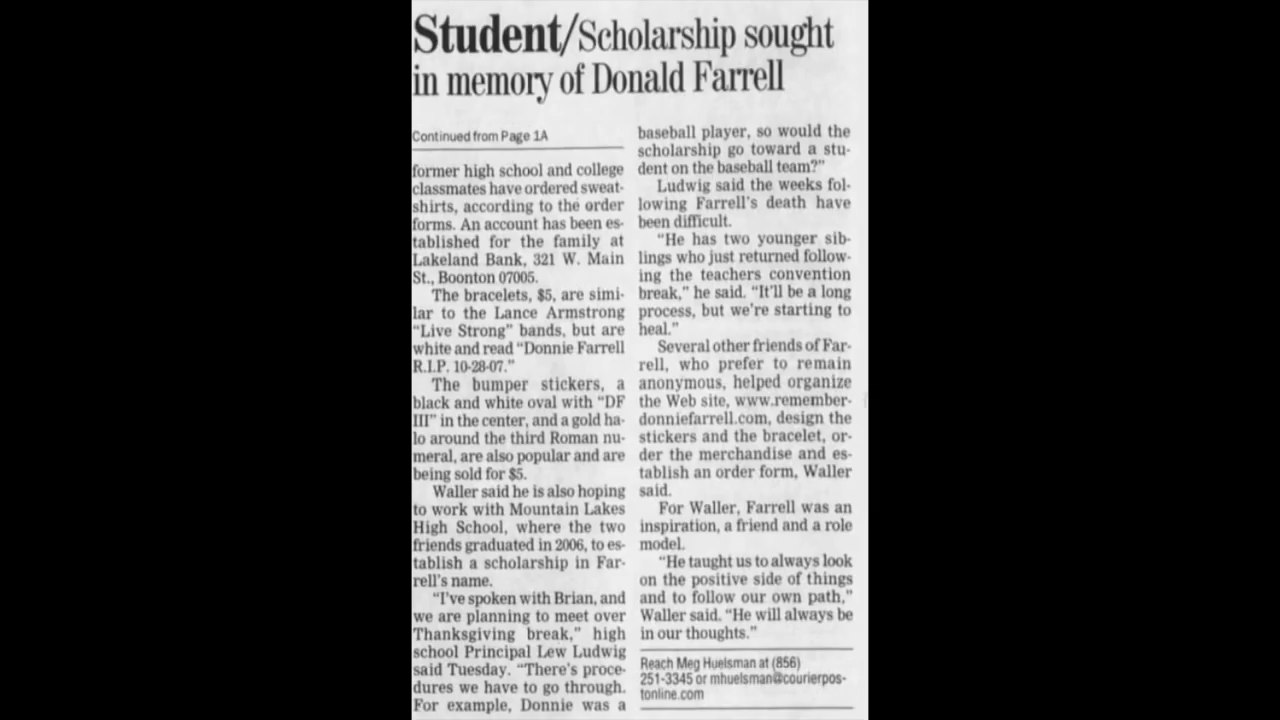 Student/Scholarship sought
in memory of Donald Farrell
Continued from Page 1A
former high school and college
classmates have ordered sweat-
shirts, according to the order
forms. An account has been es-
tablished for the family at
Lakeland Bank, 321 W. Main
St., Boonton 07005.
The bracelets, $5, are simi-
lar to the Lance Armstrong
"Live Strong" bands, but are
white and read "Donnie Farrell
R.I.P. 10-28-07."
The bumper stickers, a
black and white oval with "DF
III" in the center, and a gold ha-
lo around the third Roman nu-
meral, are also popular and are
being sold for $5.
Waller said he is also hoping
to work with Mountain Lakes
High School, where the two
friends graduated in 2006, to es-
tablish a scholarship in Far-
rell's name.
"I've spoken with Brian, and
we are planning to meet over
Thanksgiving break," high
school Principal Lew Ludwig
said Tuesday. "There's proce-
dures we have to go through.
For example, Donnie was a
baseball player, so would the
scholarship go toward a stu-
dent on the baseball team?"
Ludwig said the weeks fol-
lowing Farrell's death have
been difficult.
"He has two younger sib-
lings who just returned follow-
ing the teachers convention
break," he said. "It'll be a long
process, but we're starting to
heal."
Several other friends of Far-
rell, who prefer to remain
anonymous, helped organize
the Web site, www.remember-
donniefarrell.com, design the
stickers and the bracelet, or-
der the merchandise and es-
tablish an order form, Waller
said.
For Waller, Farrell was an
inspiration, a friend and a role
model.
"He taught us to always look
on the positive side of things
and to follow our own path,"
Waller said. "He will always be
in our thoughts."
Reach Meg Huelsman at (856)
251-3345 or mhuelsman@courierpos-
tonline.com